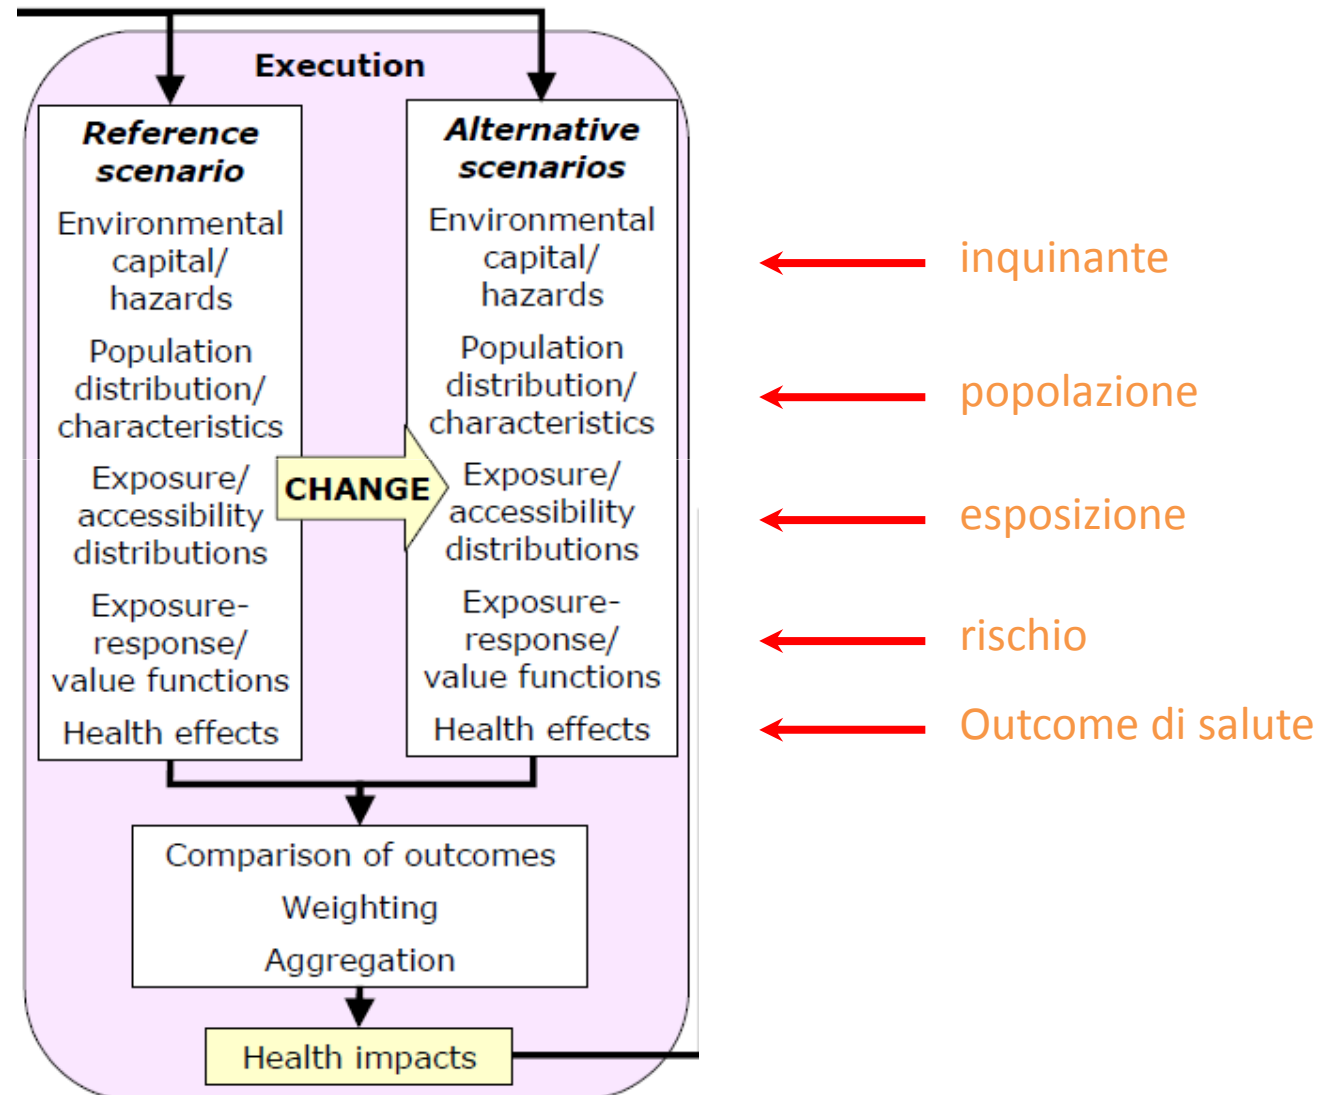 Execution
Reference
scenario
Environmental
capital/
hazards
Population
distribution/
characteristics
Exposure/
accessibility
distributions
Exposure-
response/
value functions
Health effects
CHANGE
Alternative
scenarios
Environmental
capital/
hazards
Population
distribution/
characteristics
Exposure/
accessibility
distributions
Exposure-
response/
value functions
Health effects
inquinante
popolazione
esposizione
rischio
Outcome di salute
Comparison of outcomes
Weighting
Aggregation
Health impacts